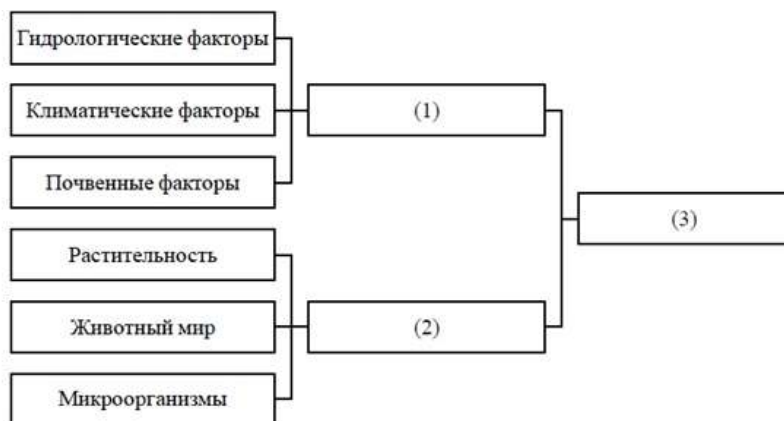 Гидрологические факторы
Климатические факторы
(1)
Почвенные факторы
(3)
Растительность
Животный мир
(2)
Микроорганизмы